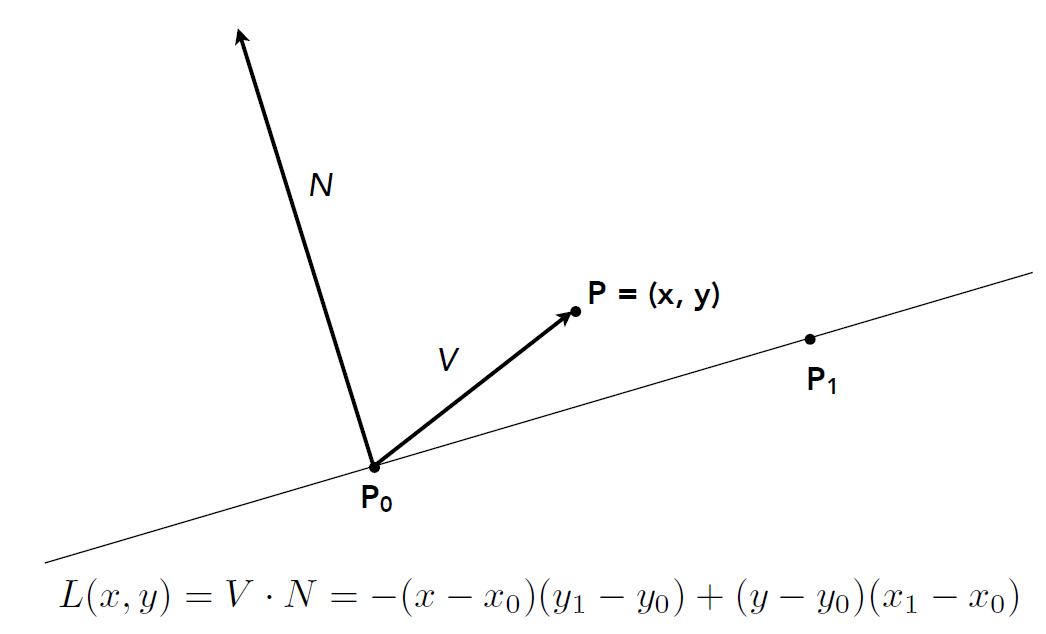 N
P = (x, y)
V
P₁
P₀
L(x, y) = V · N = −(x − x₀)(y₁ − y₀) + (y − y₀)(x₁ − x₀)